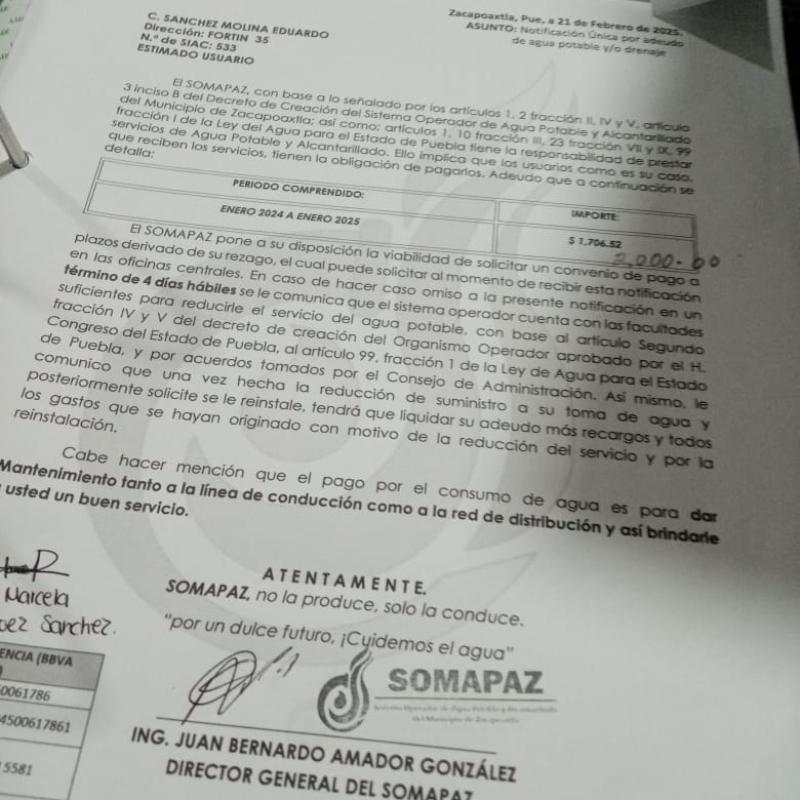 Zacapoaxtla, Pue, a 21 de Febrero de 2025.
ASUNTO: Notificación Única por adeudo
de agua potable y/o drenaje
C. SANCHEZ MOLINA EDUARDO
Dirección: FORTIN 35
N.° de SIAC: 533
ESTIMADO USUARIO
El SOMAPAZ, con base a lo señalado por los artículos 1, 2 fracción II, IV y V, artículo
3 inciso B del Decreto de Creación del Sistema Operador de Agua Potable y Alcantarillado
del Municipio de Zacapoaxtla; así como; artículos 1, 10 fracción III, 23 fracción VII y IX, 99
fracción I de la Ley del Agua para el Estado de Puebla tiene la responsabilidad de prestar
servicios de Agua Potable y Alcantarillado. Ello implica que los usuarios como es su caso,
que reciben los servicios, tienen la obligación de pagarlos. Adeudo que a continuación se
detalla:
PERIODO COMPRENDIDO: IMPORTE:
ENERO 2024 A ENERO 2025 $ 1,706.52
2,000.00
El SOMAPAZ pone a su disposición la viabilidad de solicitar un convenio de pago a
plazos derivado de su rezago, el cual puede solicitar al momento de recibir esta notificación
en las oficinas centrales. En caso de hacer caso omiso a la presente notificación en un
término de 4 días hábiles se le comunica que el sistema operador cuenta con las facultades
suficientes para reducirle el servicio del agua potable, con base al artículo Segundo
fracción IV y V del decreto de creación del Organismo Operador aprobado por el H.
Congreso del Estado de Puebla, al artículo 99, fracción 1 de la Ley de Agua para el Estado
de Puebla, y por acuerdos tomados por el Consejo de Administración. Así mismo, le
comunico que una vez hecha la reducción de suministro a su toma de agua y
posteriormente solicite se le reinstale, tendrá que liquidar su adeudo más recargos y todos
los gastos que se hayan originado con motivo de la reducción del servicio y por la
reinstalación.
Cabe hacer mención que el pago por el consumo de agua es para dar
Mantenimiento tanto a la línea de conducción como a la red de distribución y así brindarle
a usted un buen servicio.
ATENTAMENTE.
SOMAPAZ, no la produce, solo la conduce.
"por un dulce futuro, ¡Cuidemos el agua"
Marcela
Sanchez.
SOMAPAZ
ENCIA (BBVA
0061786
4500617861
5581
ING. JUAN BERNARDO AMADOR GONZÁLEZ
DIRECTOR GENERAL DEL SOMAPAZ